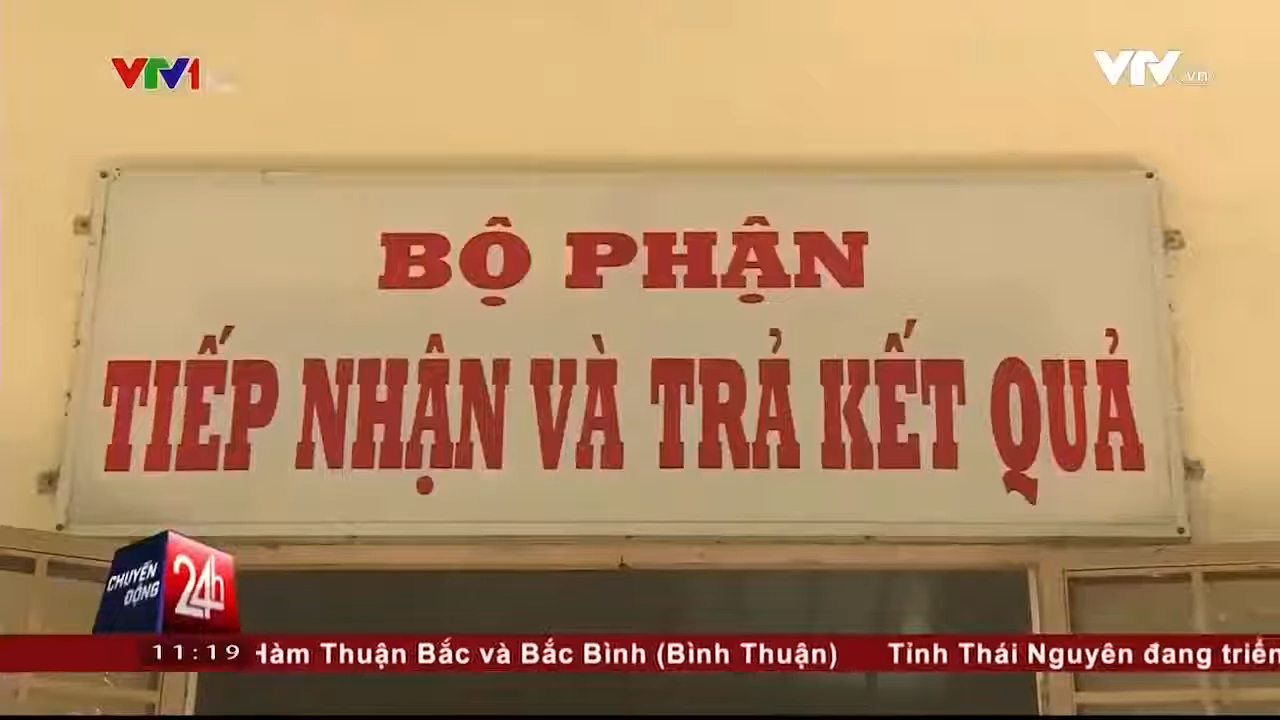 VTV1
VTV.vn
BỘ PHẬN
TIẾP NHẬN VÀ TRẢ KẾT QUẢ
CHUYỂN ĐỘNG 24h
11:19 Hàm Thuận Bắc và Bắc Bình (Bình Thuận) Tỉnh Thái Nguyên đang triển